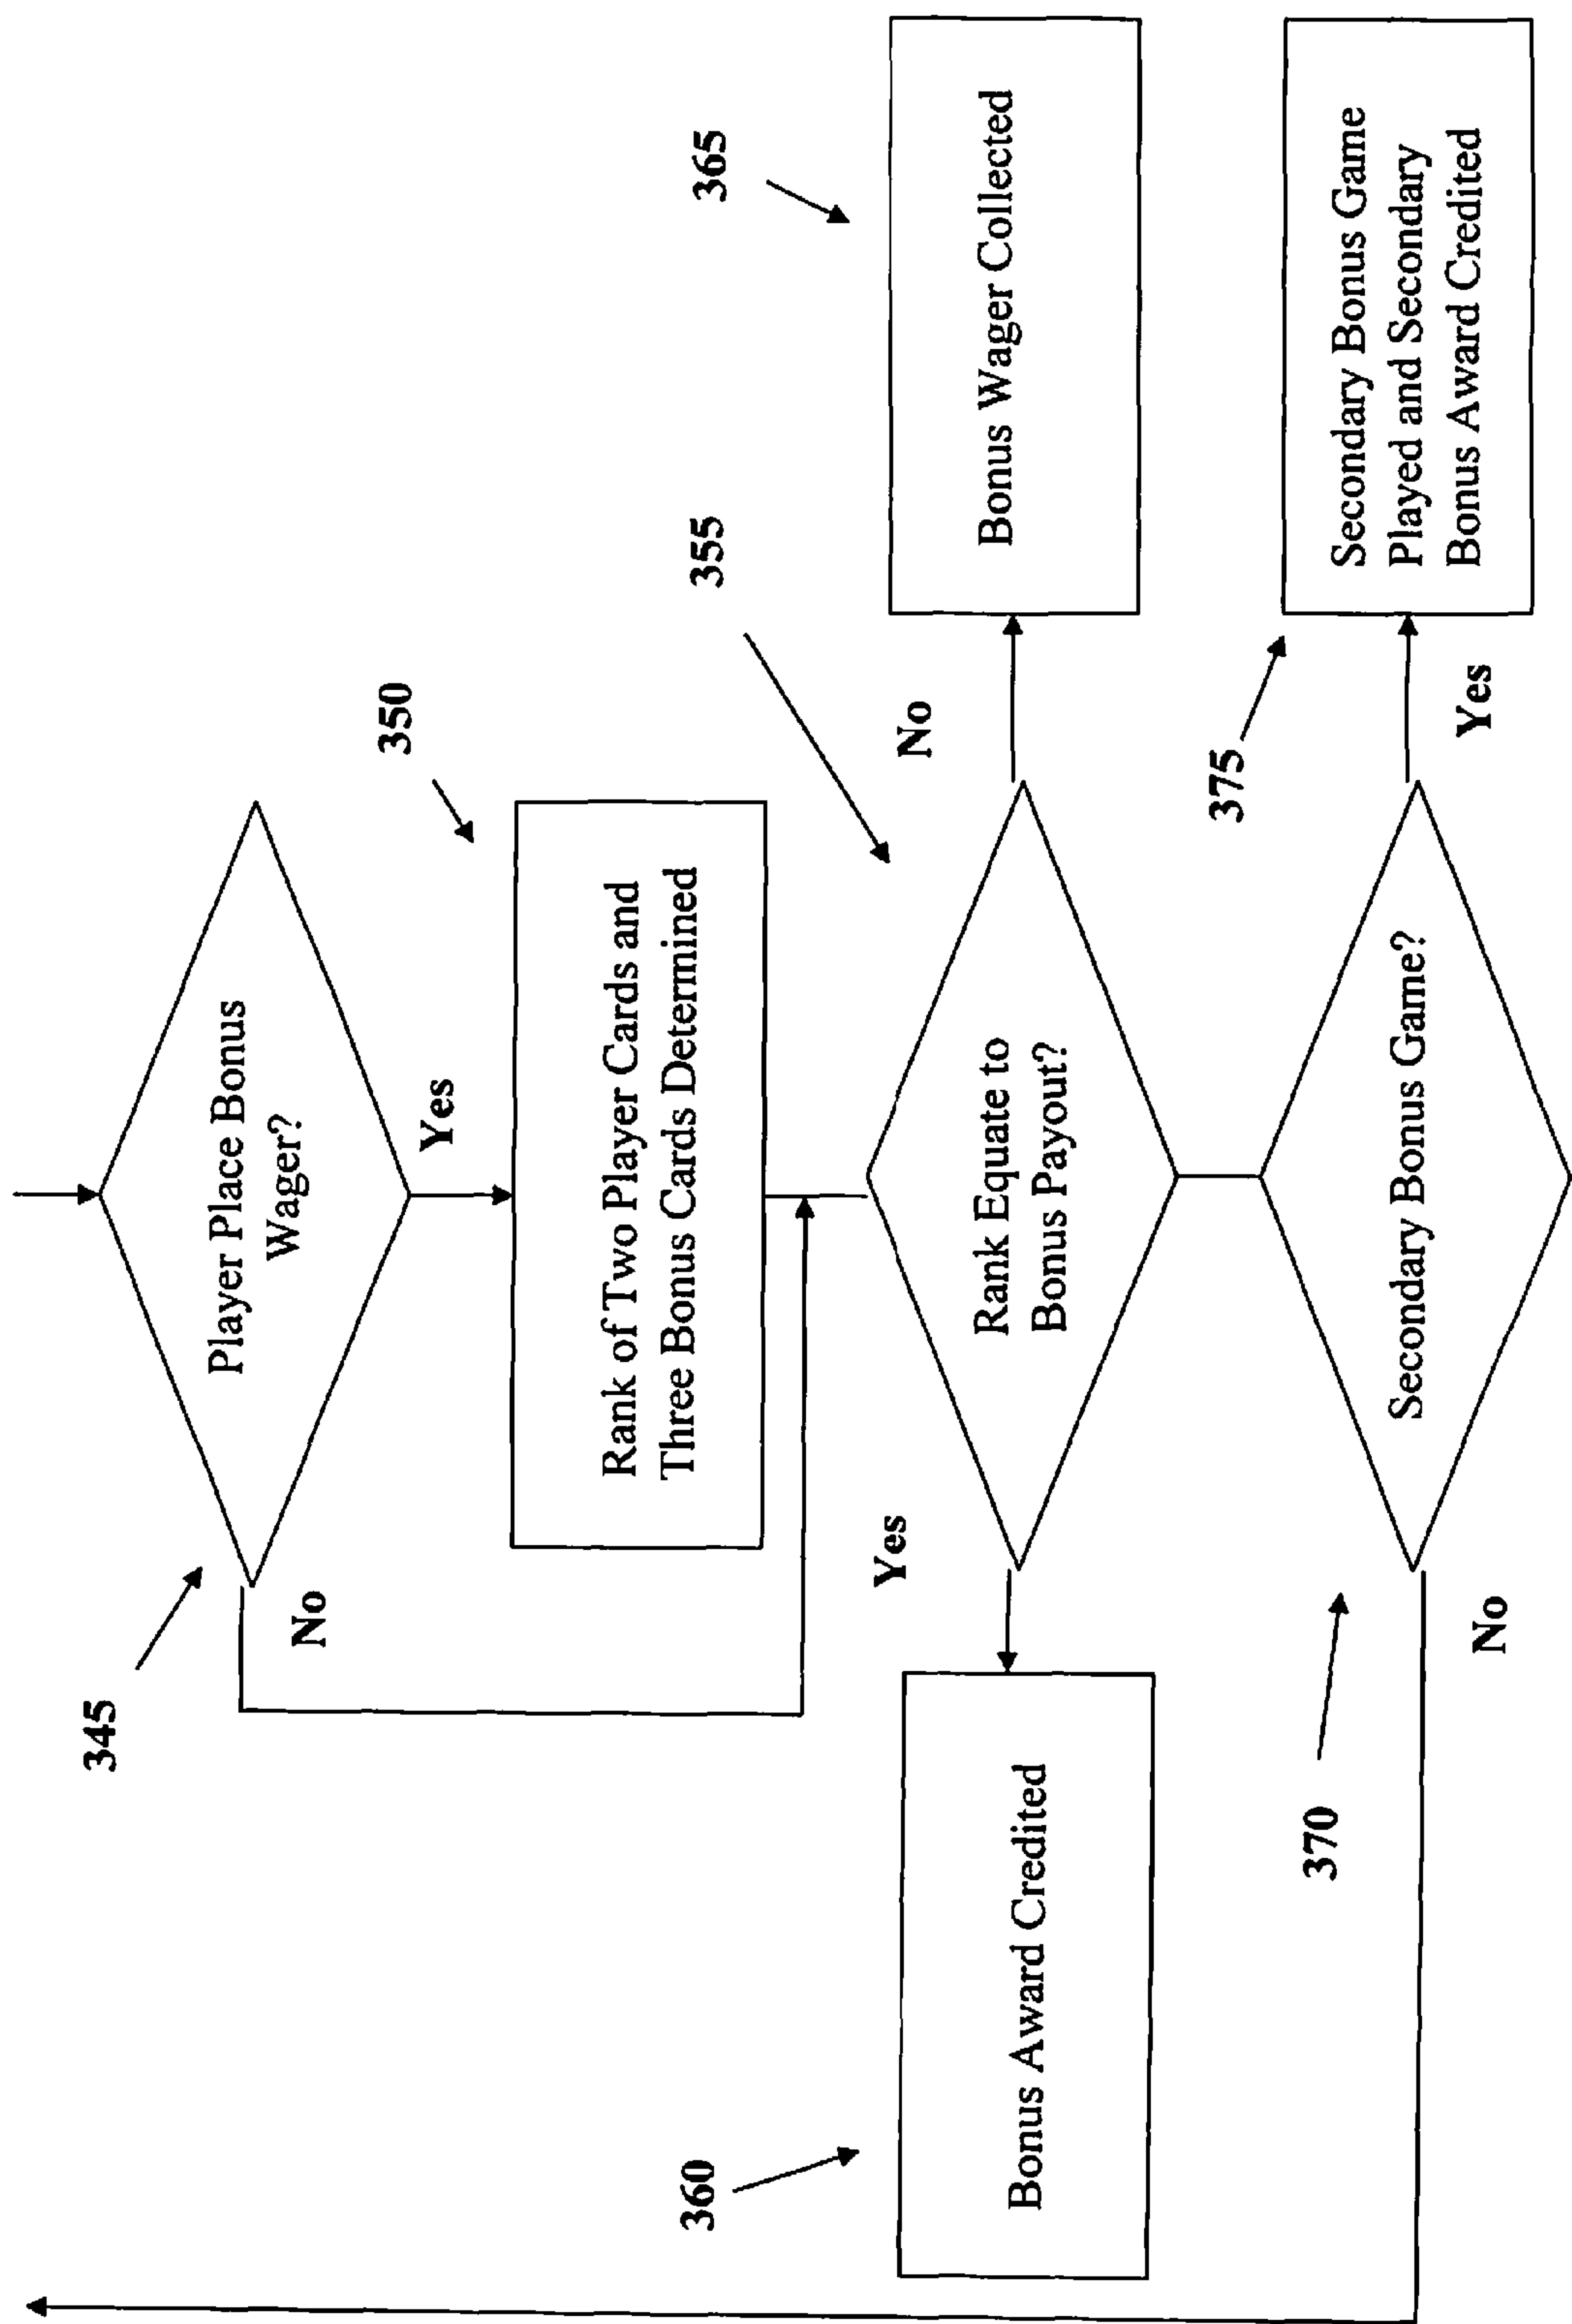 345
Player Place Bonus
Wager?
No
Yes
350
Rank of Two Player Cards and
Three Bonus Cards Determined
355
Yes
Rank Equate to
Bonus Payout?
No
360
Bonus Award Credited
365
Bonus Wager Collected
370
Secondary Bonus Game?
No
Yes
375
Secondary Bonus Game
Played and Secondary
Bonus Award Credited